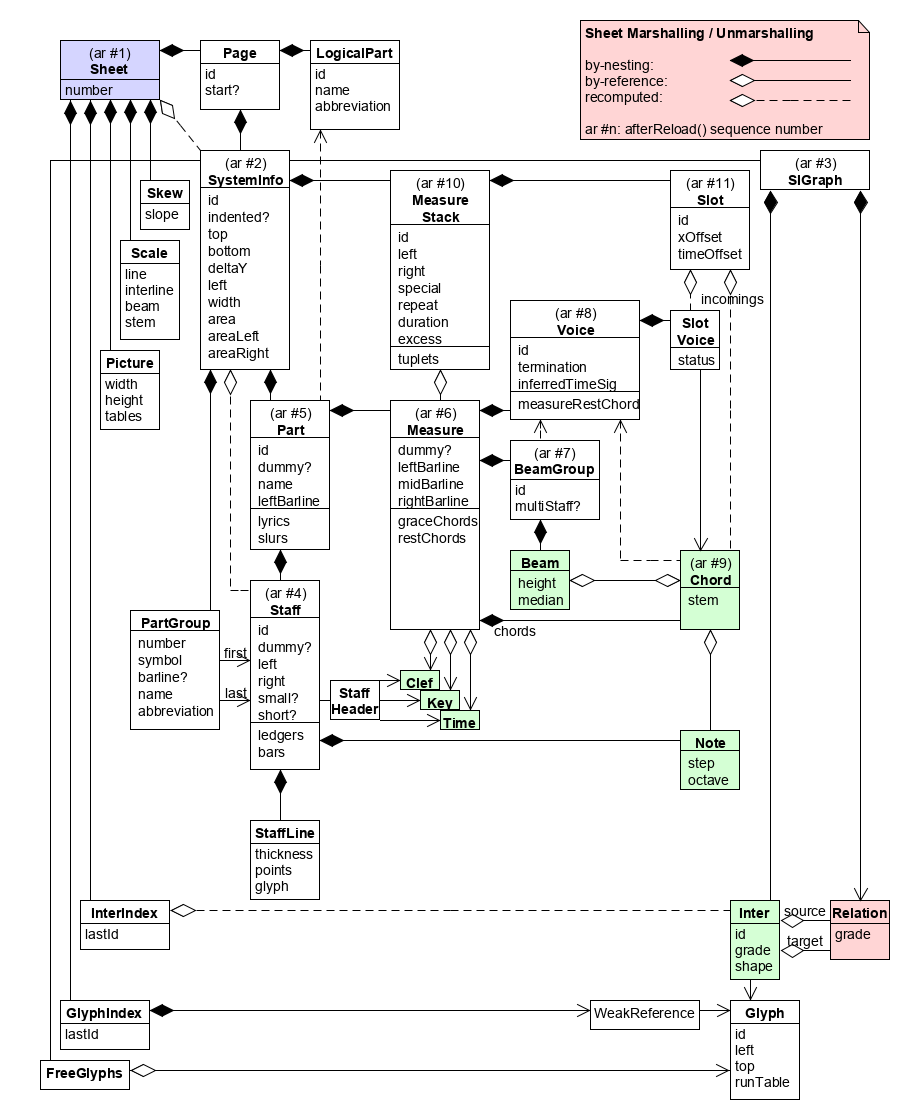 Sheet Marshalling / Unmarshalling
by-nesting:
by-reference:
recomputed:
ar #n: afterReload() sequence number
(ar #1)
Sheet
number
Page
id
start?
LogicalPart
id
name
abbreviation
(ar #2)
SystemInfo
id
indented?
top
bottom
deltaY
left
width
area
areaLeft
areaRight
(ar #3)
SIGraph
Skew
slope
Scale
line
interline
beam
stem
Picture
width
height
tables
(ar #10)
Measure
Stack
id
left
right
special
repeat
duration
excess
tuplets
(ar #11)
Slot
id
xOffset
timeOffset
incomings
(ar #8)
Voice
id
termination
inferredTimeSig
measureRestChord
Slot
Voice
status
(ar #5)
Part
id
dummy?
name
leftBarline
lyrics
slurs
(ar #6)
Measure
dummy?
leftBarline
midBarline
rightBarline
graceChords
restChords
(ar #7)
BeamGroup
id
multiStaff?
Beam
height
median
(ar #9)
Chord
stem
chords
(ar #4)
Staff
id
dummy?
left
right
small?
short?
ledgers
bars
PartGroup
number
symbol
barline?
name
abbreviation
first
last
Staff
Header
Clef
Key
Time
Note
step
octave
StaffLine
thickness
points
glyph
InterIndex
lastId
Inter
id
grade
shape
source
target
Relation
grade
GlyphIndex
lastId
WeakReference
Glyph
id
left
top
runTable
FreeGlyphs